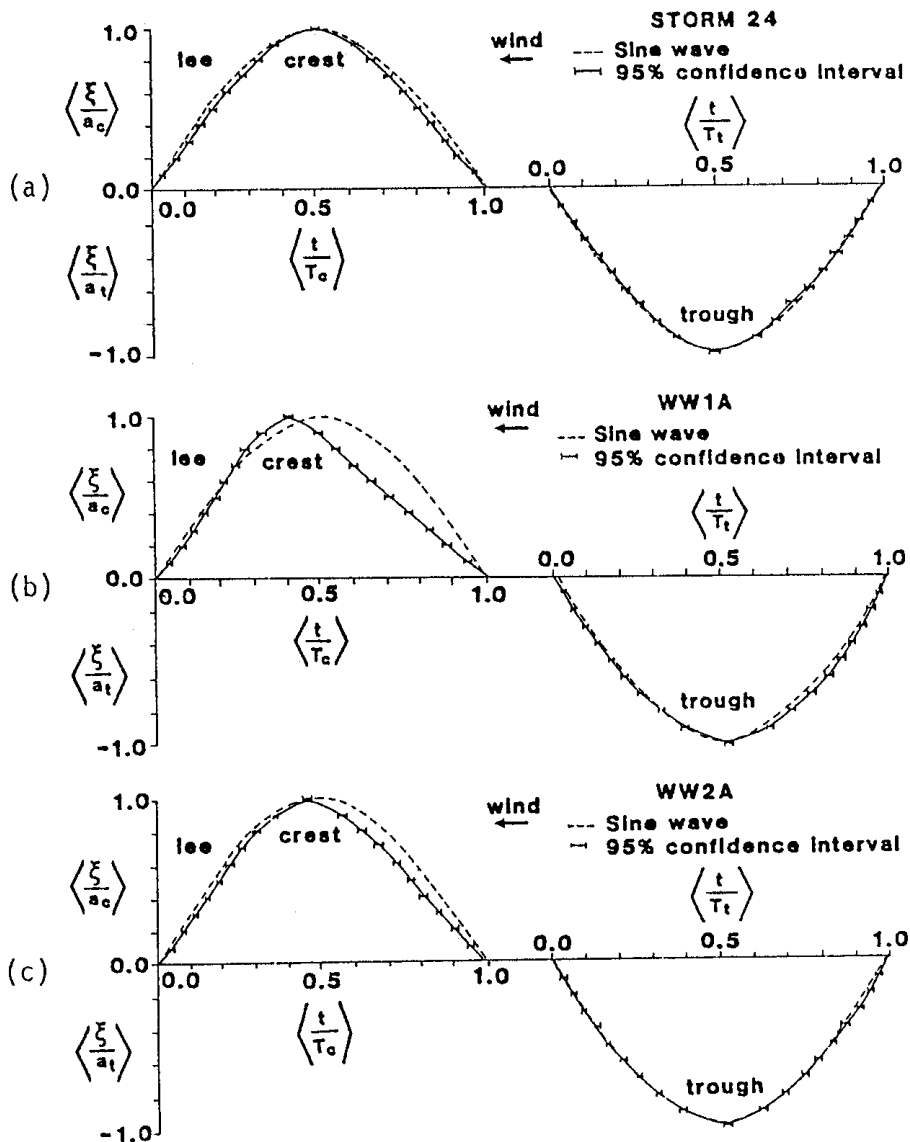 STORM 24
wind
--- Sine wave
95% confidence interval
lee
crest
1.0
⟨ξ/a_c⟩
⟨t/T_t⟩
0.0
0.5
1.0
(a)
0.0
0.0
0.5
1.0
⟨t/T_c⟩
⟨ξ/a_t⟩
trough
-1.0
WW1A
wind
--- Sine wave
95% confidence interval
1.0
lee
crest
⟨ξ/a_c⟩
⟨t/T_t⟩
0.0
0.5
1.0
(b)
0.0
0.0
0.5
1.0
⟨t/T_c⟩
⟨ξ/a_t⟩
trough
-1.0
WW2A
wind
--- Sine wave
95% confidence interval
1.0
lee
crest
⟨ξ/a_c⟩
⟨t/T_t⟩
0.0
0.5
1.0
(c)
0.0
0.0
0.5
1.0
⟨t/T_c⟩
⟨ξ/a_t⟩
trough
-1.0